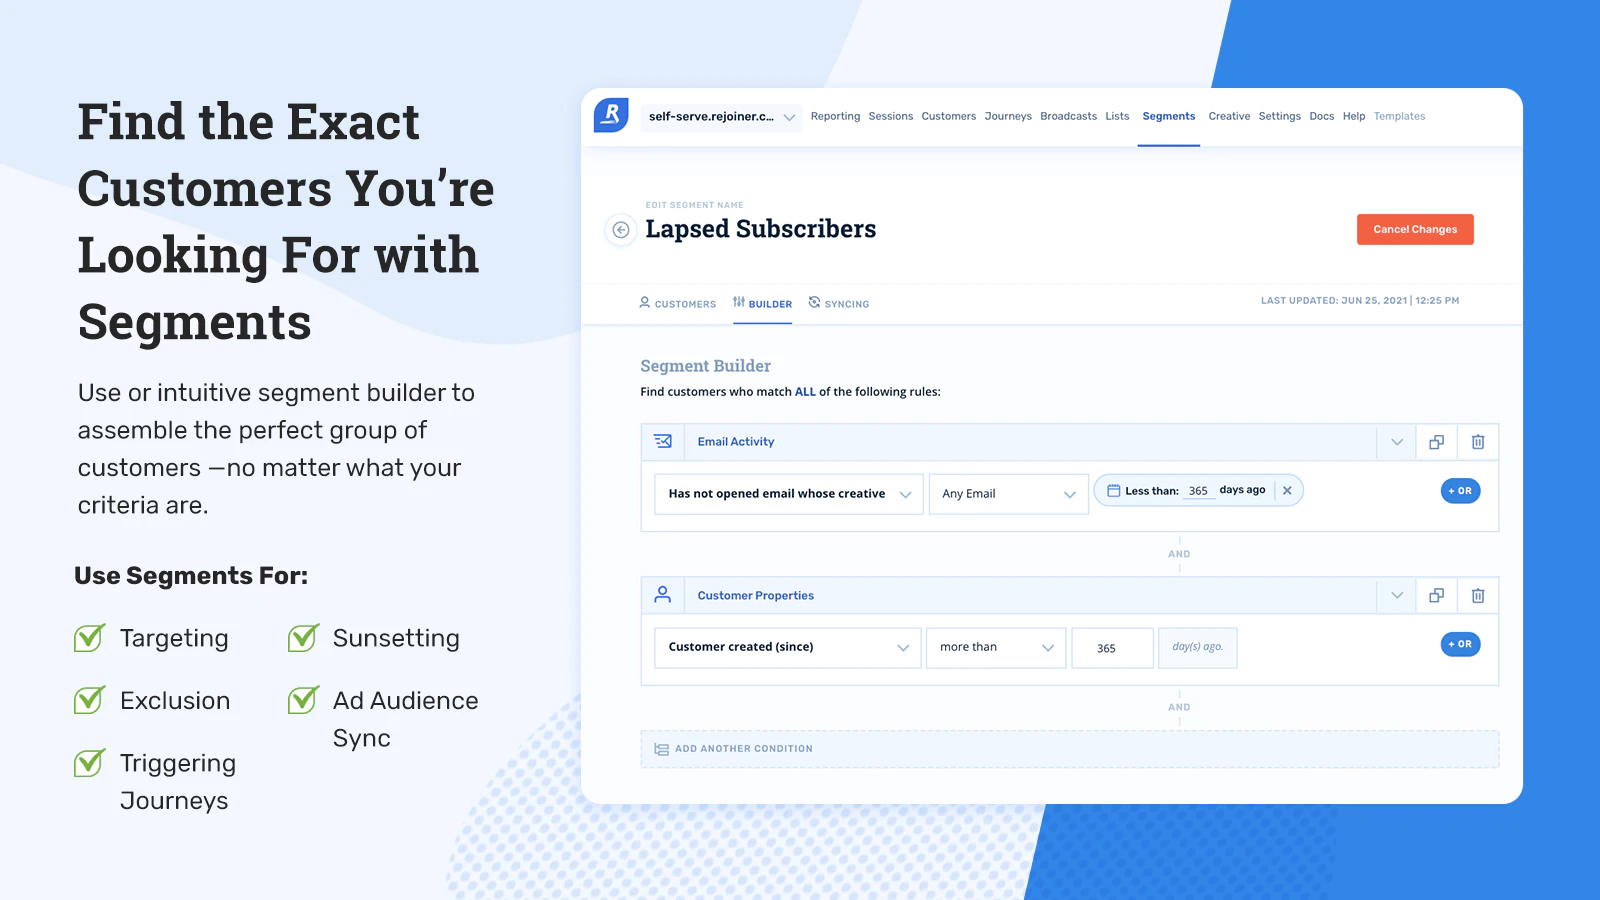 Find the Exact
Customers You’re
Looking For with
Segments
Use or intuitive segment builder to
assemble the perfect group of
customers —no matter what your
criteria are.
Use Segments For:
Targeting
Sunsetting
Exclusion
Ad Audience
Sync
Triggering
Journeys
R
self-serve.rejoiner.c... Reporting Sessions Customers Journeys Broadcasts Lists Segments Creative Settings Docs Help Templates
EDIT SEGMENT NAME
Lapsed Subscribers
Cancel Changes
CUSTOMERS BUILDER SYNCING
LAST UPDATED: JUN 25, 2021 | 12:25 PM
Segment Builder
Find customers who match ALL of the following rules:
Email Activity
Has not opened email whose creative Any Email Less than: 365 days ago + OR
AND
Customer Properties
Customer created (since) more than 365 day(s) ago. + OR
AND
ADD ANOTHER CONDITION